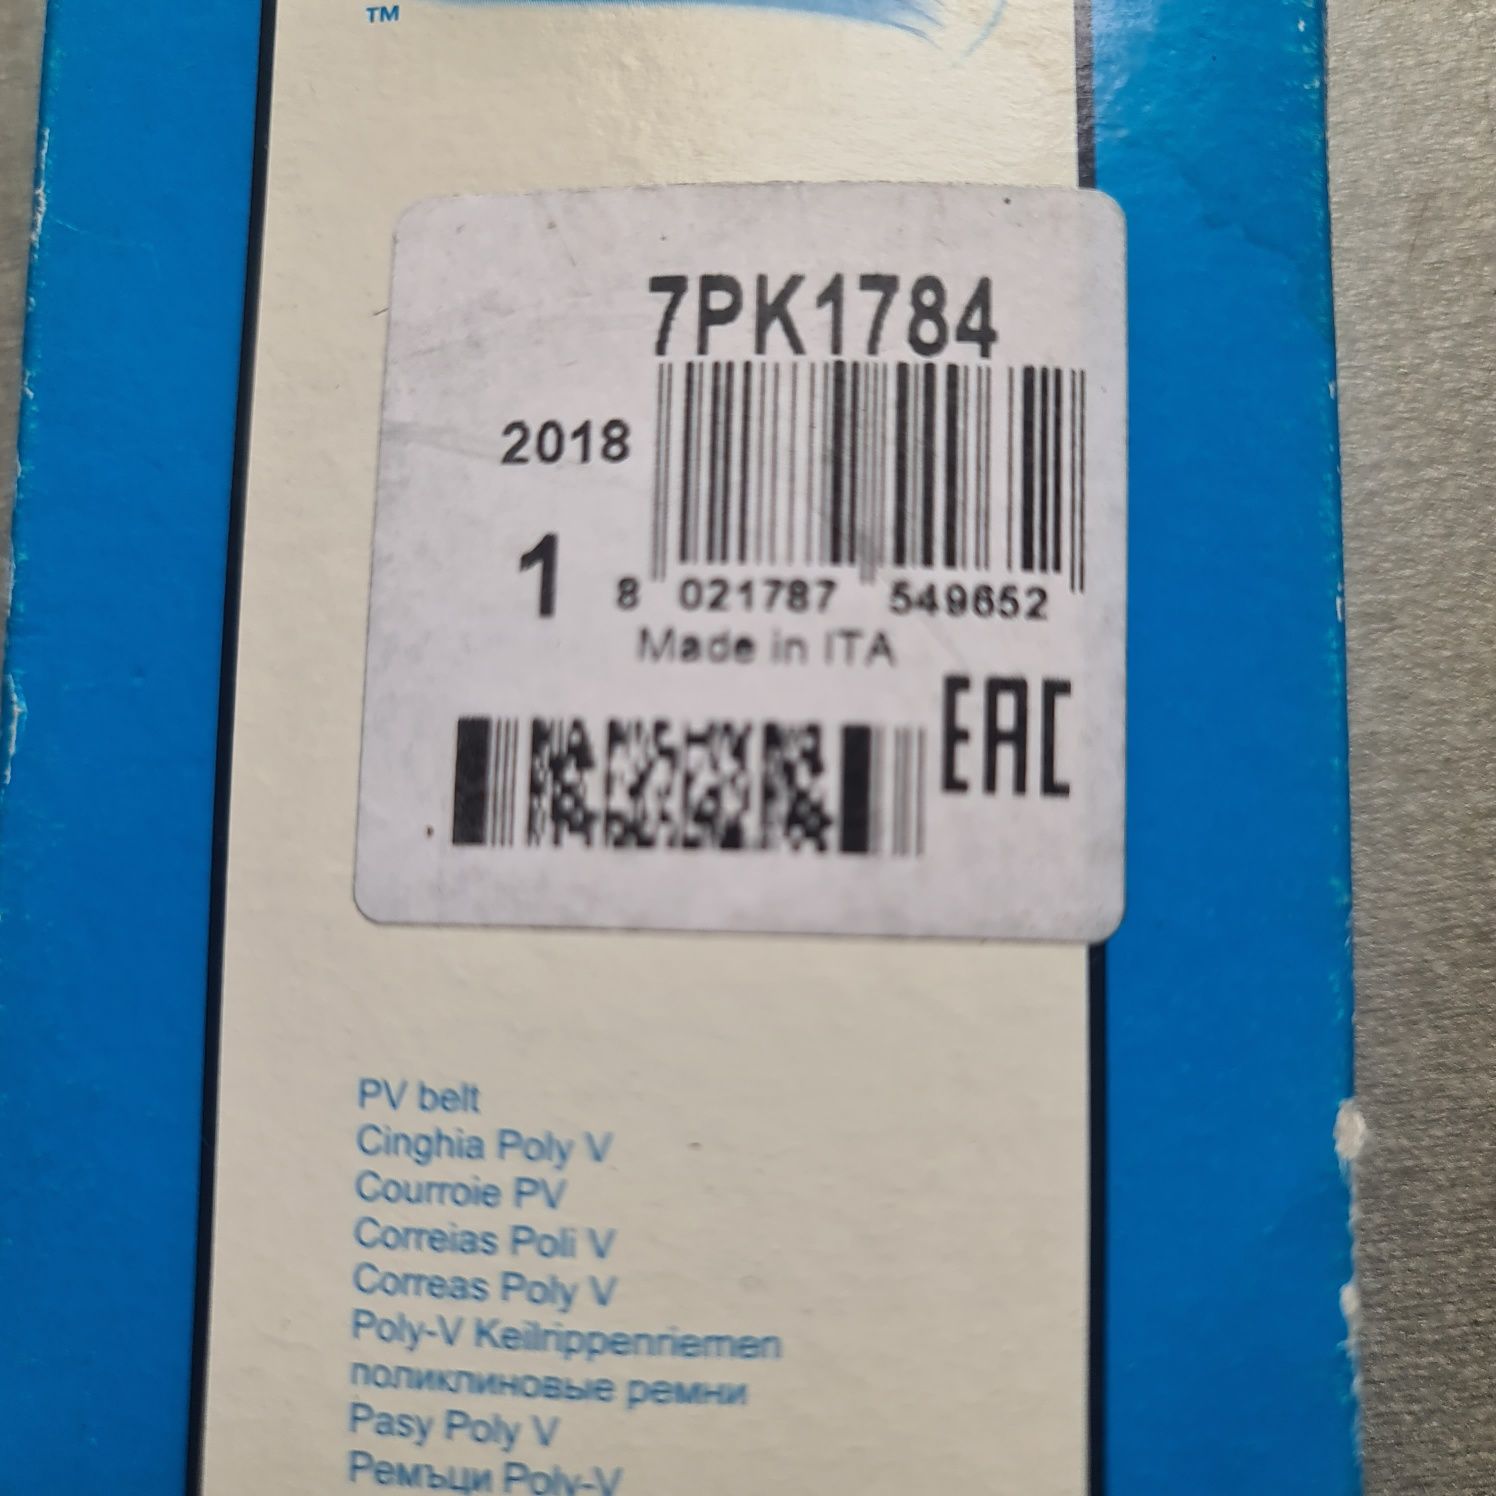 TM
7PK1784
2018
1
8 021787 549652
Made in ITA
EAC
PV belt
Cinghia Poly V
Courroie PV
Correias Poli V
Correas Poly V
Poly-V Keilrippenriemen
поликлиновые ремни
Pasy Poly V
Ремъци Poly-V